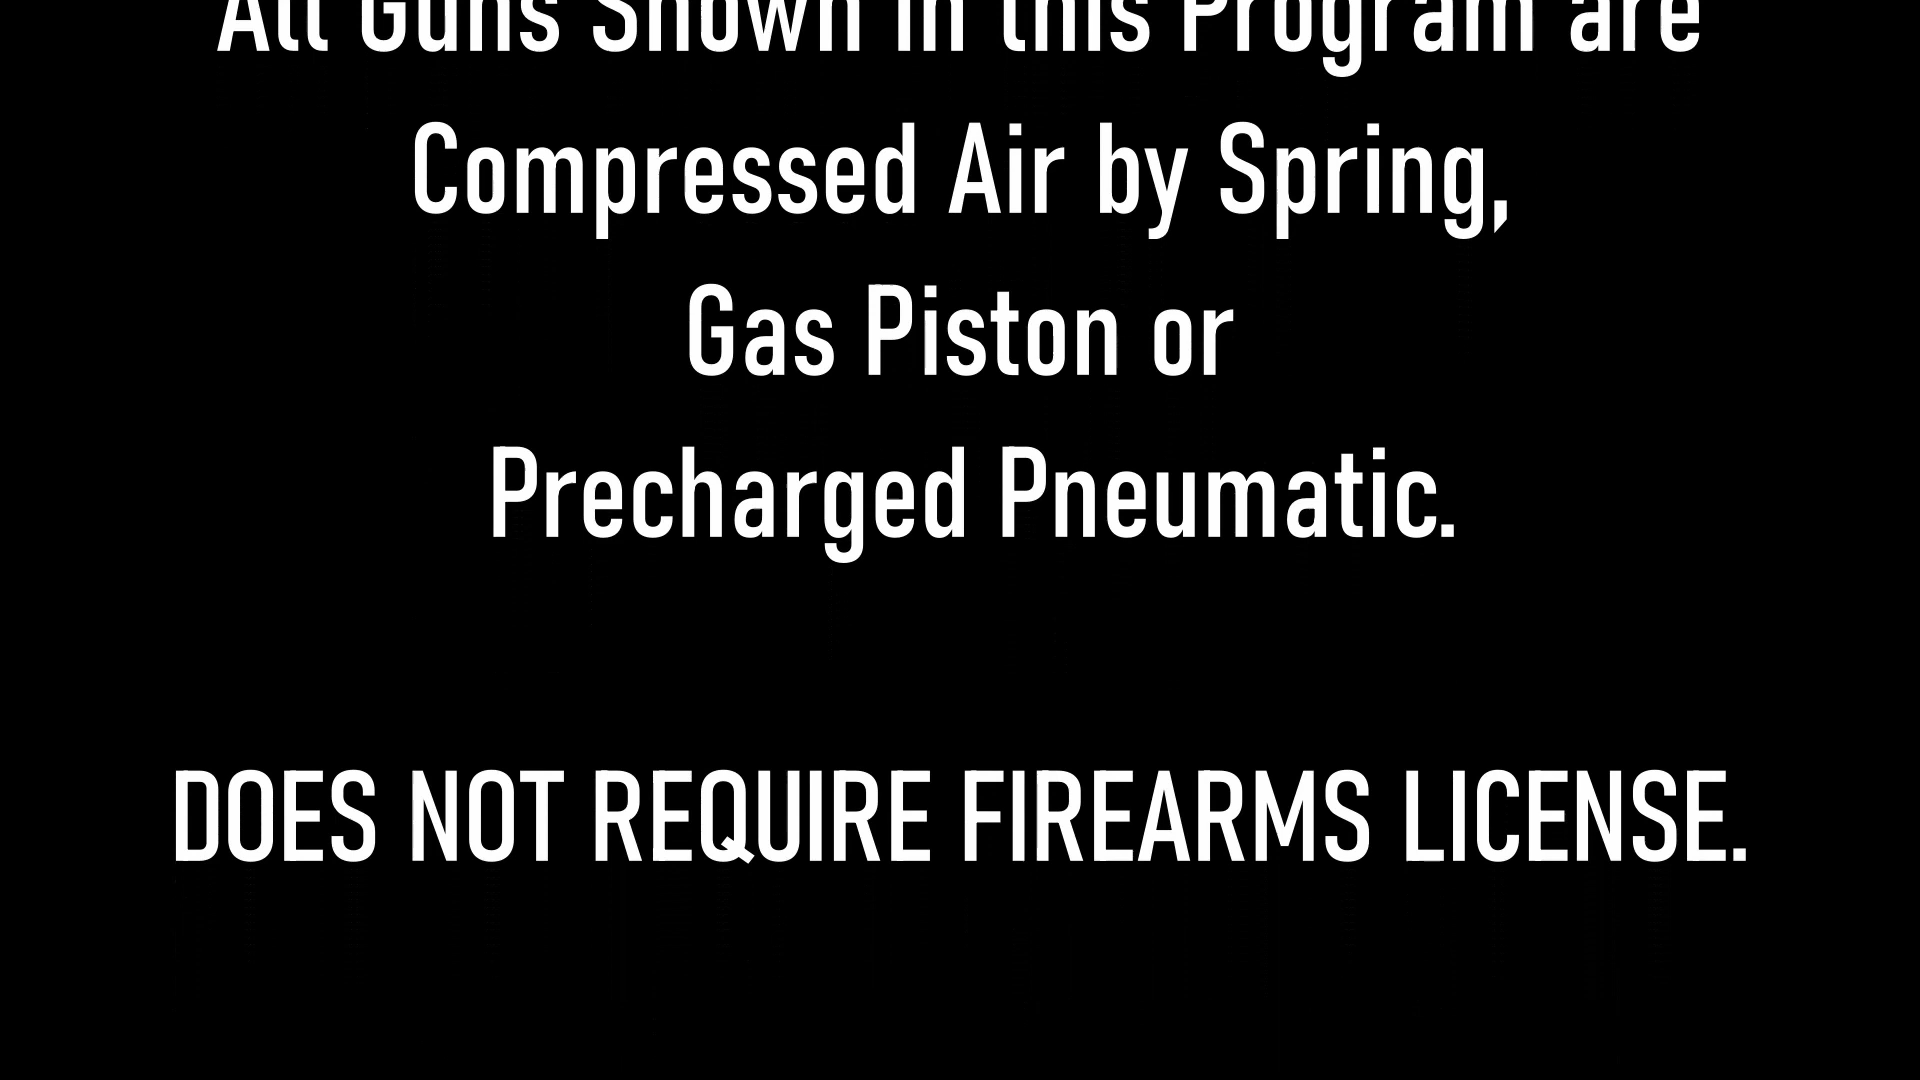 All Guns Shown in this Program are
Compressed Air by Spring,
Gas Piston or
Precharged Pneumatic.
DOES NOT REQUIRE FIREARMS LICENSE.